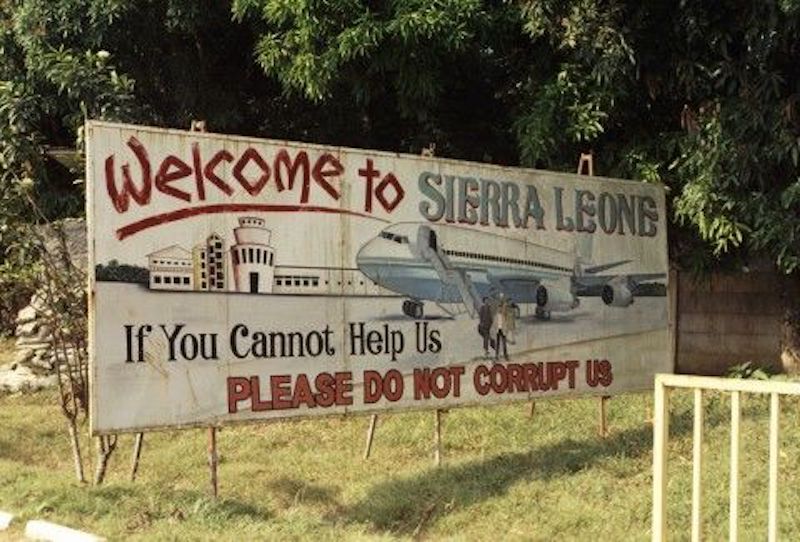 Welcome to SIERRA LEONE
If You Cannot Help Us
PLEASE DO NOT CORRUPT US